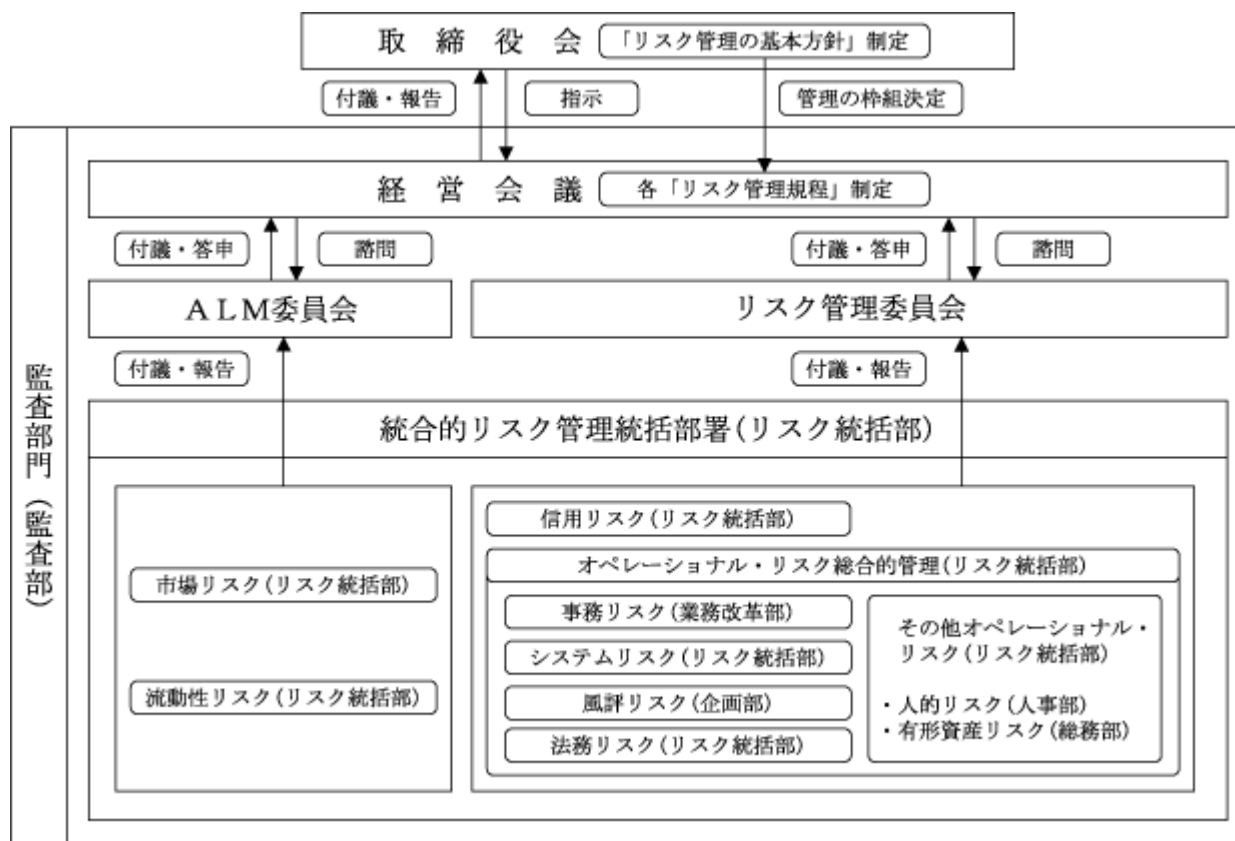 取締役会
「リスク管理の基本方針」制定
付議・報告
指示
管理の枠組決定
経営会議
各「リスク管理規程」制定
付議・答申
諮問
付議・答申
諮問
ALM委員会
リスク管理委員会
付議・報告
付議・報告
監査部門(監査部)
統合的リスク管理統括部署(リスク統括部)
市場リスク(リスク統括部)
流動性リスク(リスク統括部)
信用リスク(リスク統括部)
オペレーショナル・リスク総合的管理(リスク統括部)
事務リスク(業務改革部)
システムリスク(リスク統括部)
風評リスク(企画部)
法務リスク(リスク統括部)
その他オペレーショナル・
リスク(リスク統括部)
・人的リスク(人事部)
・有形資産リスク(総務部)